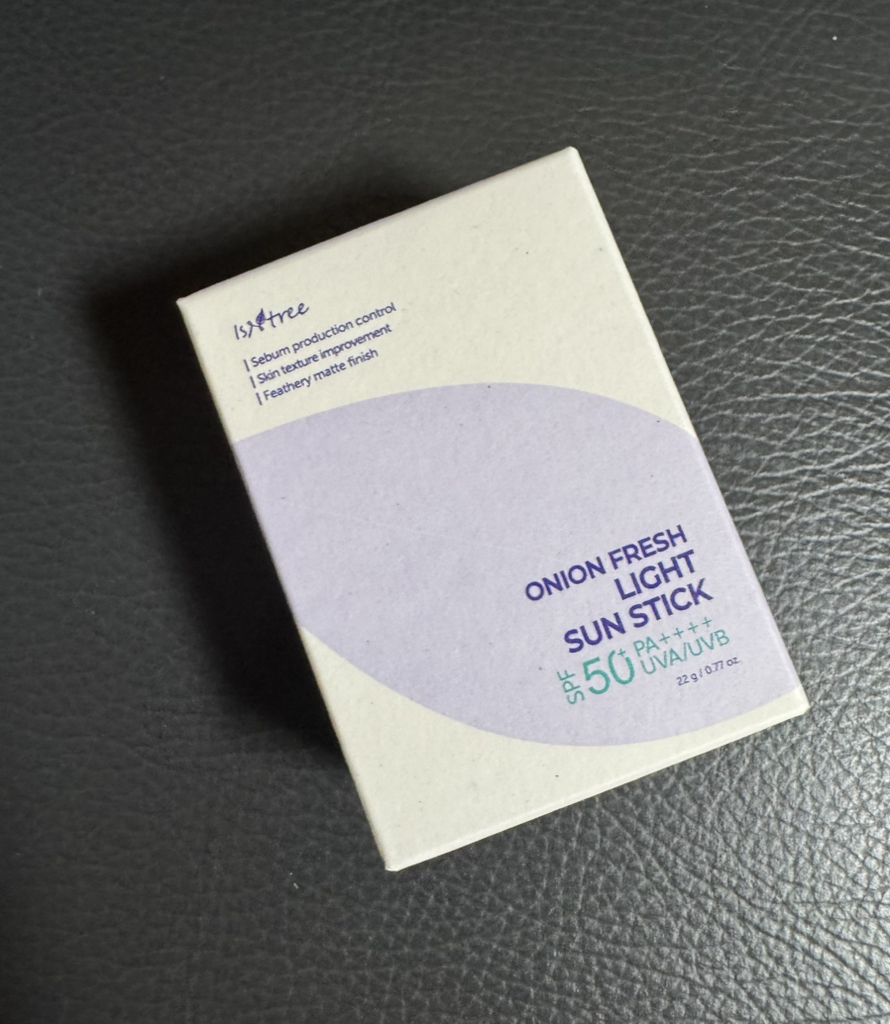 IsNtree
| Sebum production control
| Skin texture improvement
| Feathery matte finish
ONION FRESH
LIGHT
SUN STICK
SPF 50+ PA++++
UVA/UVB
22 g / 0.77 oz.